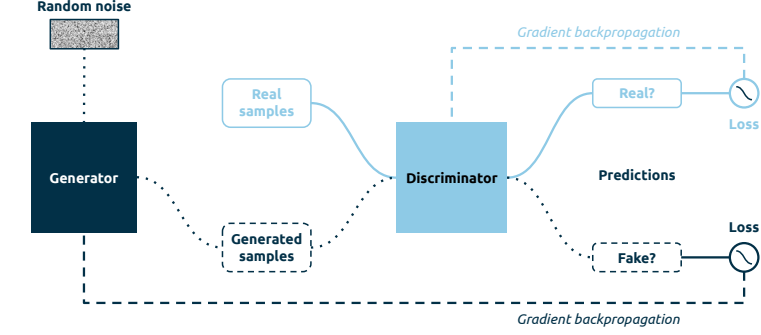 Random noise
Gradient backpropagation
Real
samples
Real?
Loss
Generator
Discriminator
Predictions
Generated
samples
Loss
Fake?
Gradient backpropagation